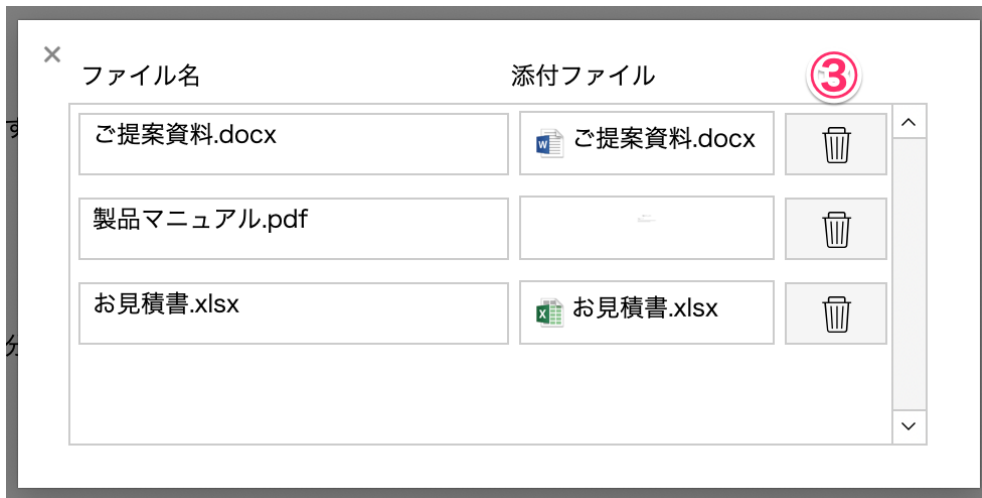 ファイル名 添付ファイル ③
ご提案資料.docx ご提案資料.docx
製品マニュアル.pdf
お見積書.xlsx お見積書.xlsx